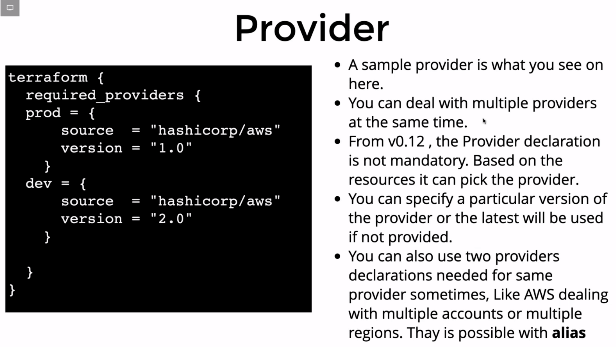 Provider
terraform {
required_providers {
prod = {
source = "hashicorp/aws"
version = "1.0"
}
dev = {
source = "hashicorp/aws"
version = "2.0"
}
}
}
• A sample provider is what you see on
here.
• You can deal with multiple providers
at the same time.
• From v0.12 , the Provider declaration
is not mandatory. Based on the
resources it can pick the provider.
• You can specify a particular version of
the provider or the latest will be used
if not provided.
• You can also use two providers
declarations needed for same
provider sometimes, Like AWS dealing
with multiple accounts or multiple
regions. Thay is possible with alias